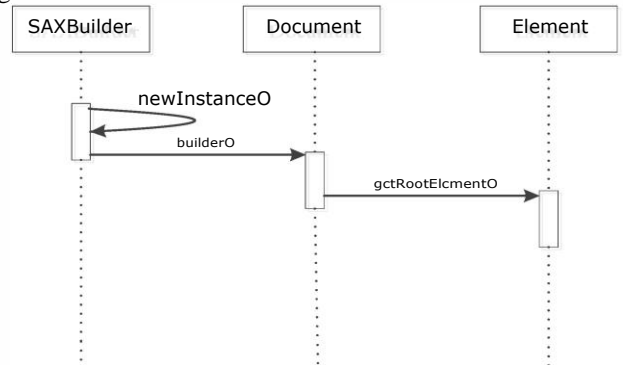 SAXBuilder
Document
Element
newInstanceO
builderO
gctRootElcmentO